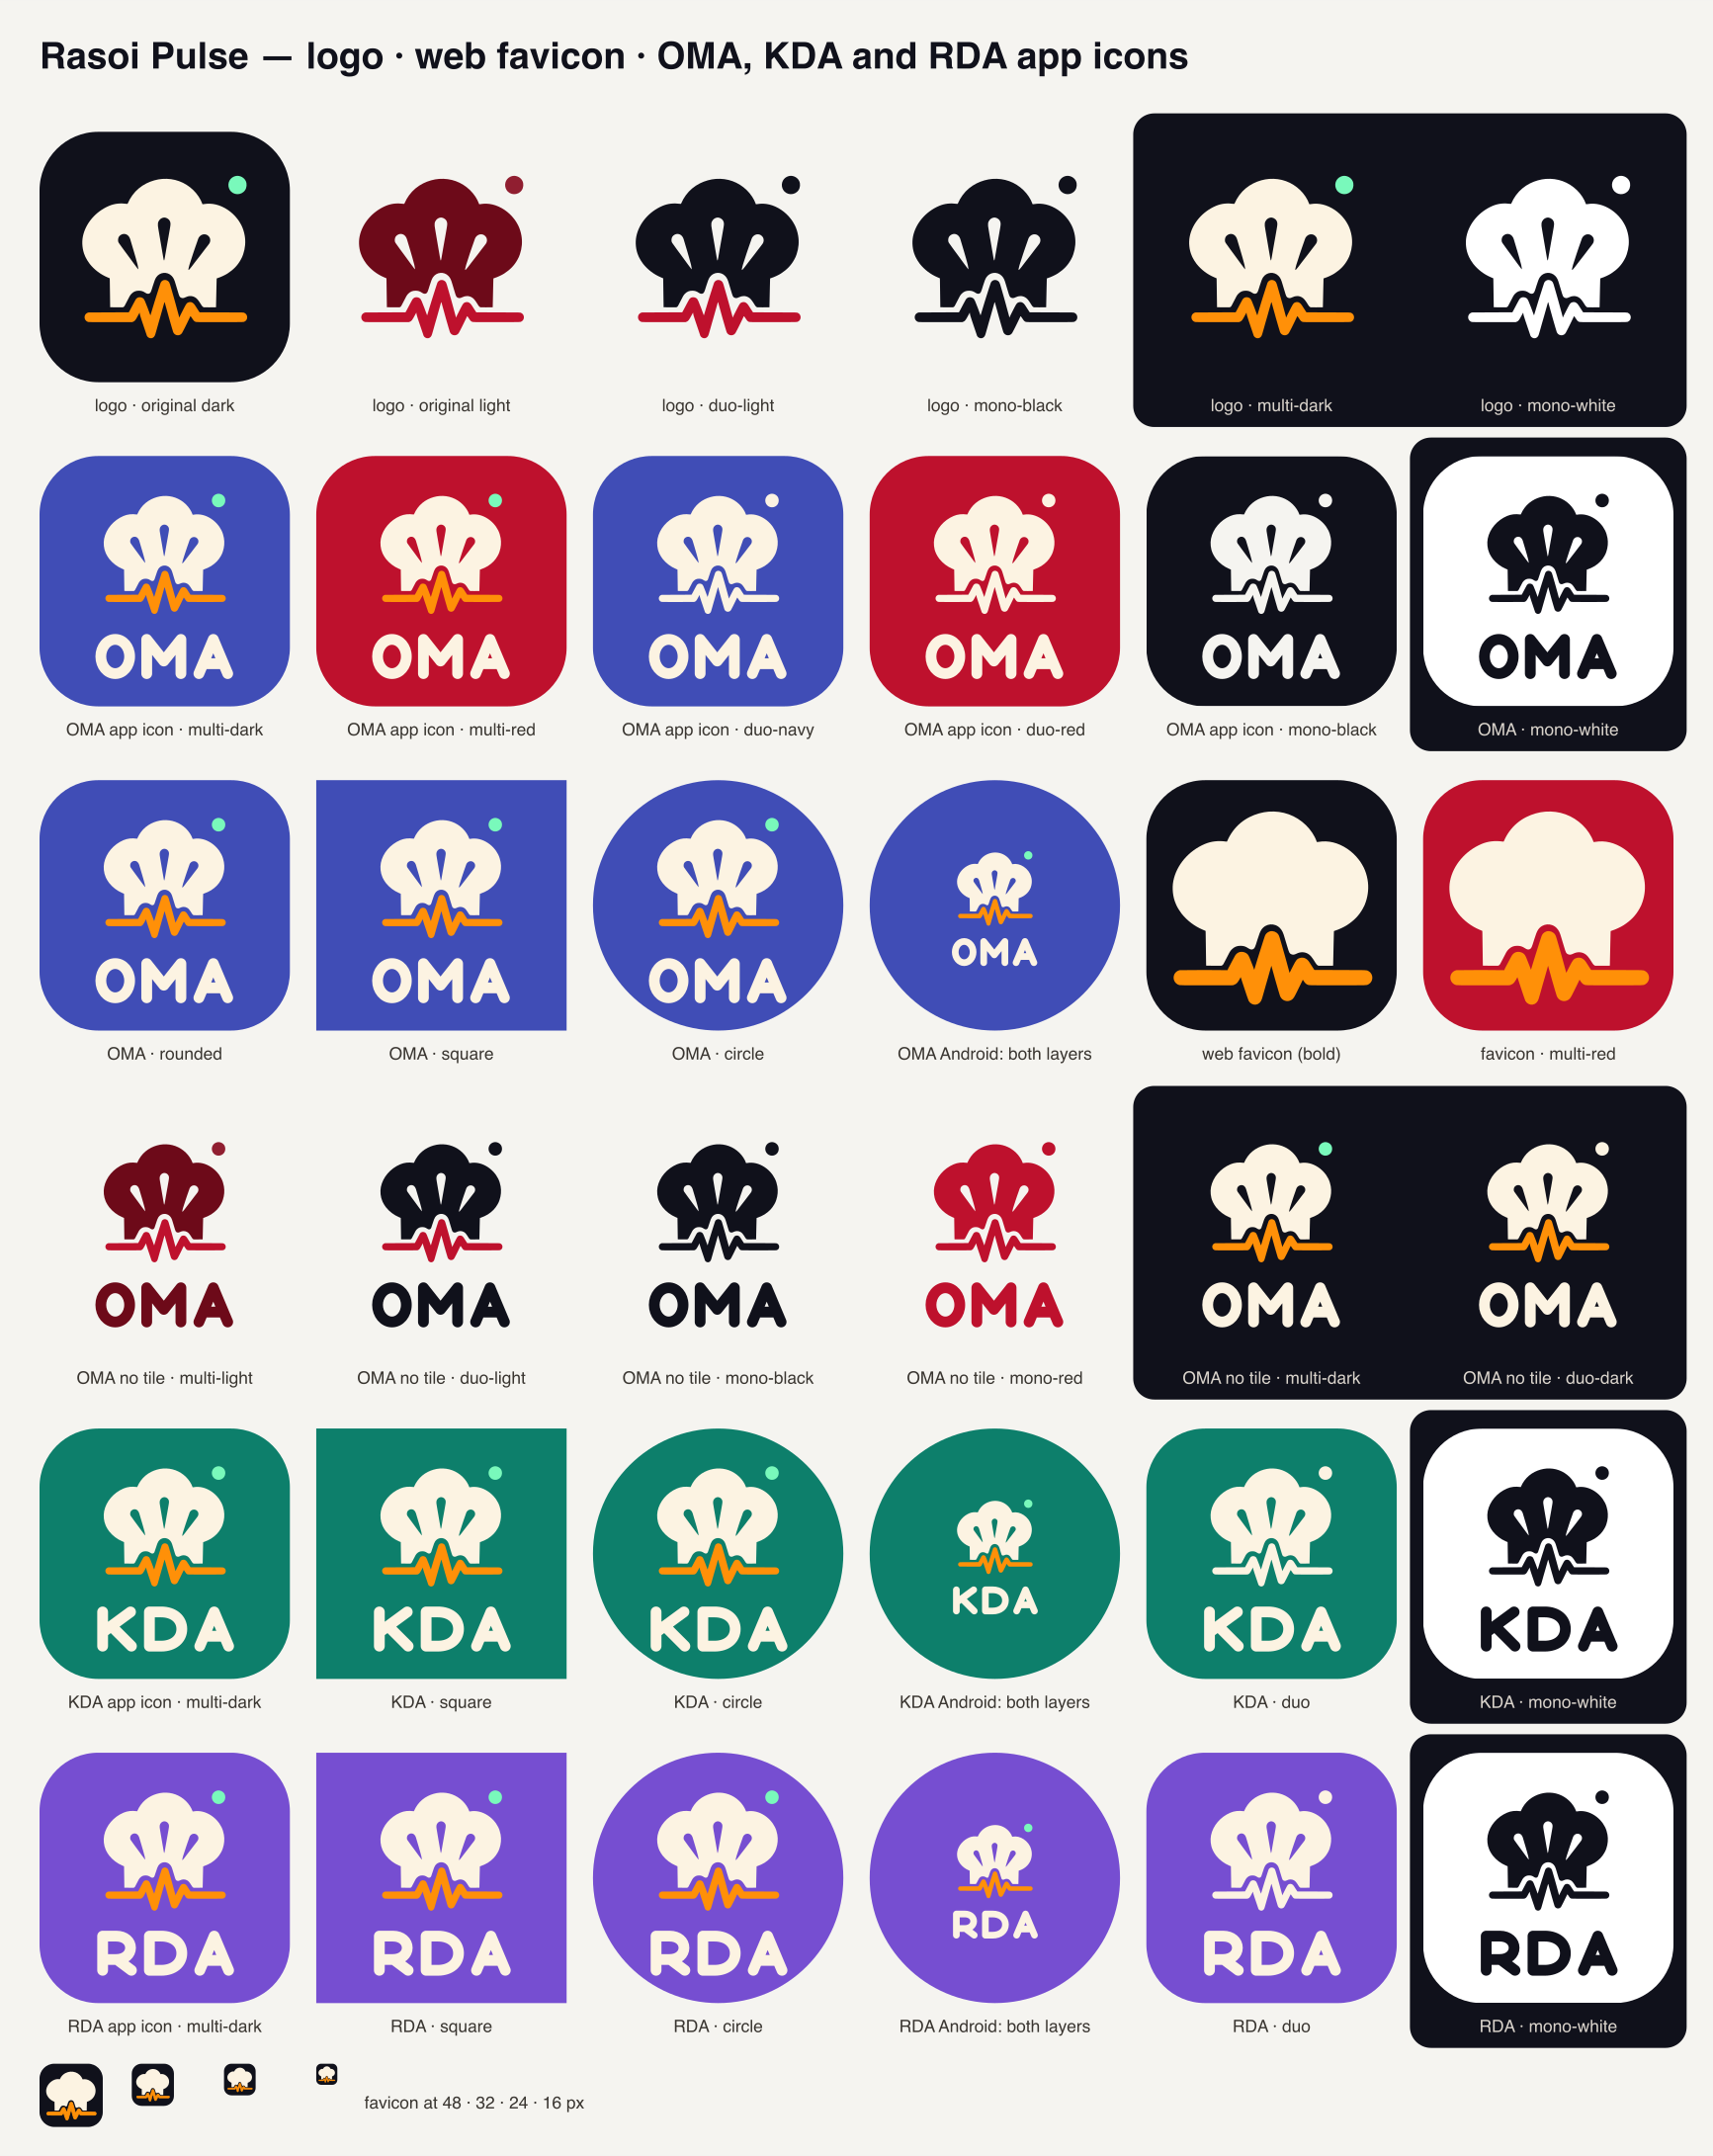 Rasoi Pulse — logo · web favicon · OMA, KDA and RDA app icons
logo · original dark
logo · original light
logo · duo-light
logo · mono-black
logo · multi-dark
logo · mono-white
OMA
OMA
OMA
OMA
OMA
OMA
OMA app icon · multi-dark
OMA app icon · multi-red
OMA app icon · duo-navy
OMA app icon · duo-red
OMA app icon · mono-black
OMA · mono-white
OMA
OMA
OMA
OMA
OMA · rounded
OMA · square
OMA · circle
OMA Android: both layers
web favicon (bold)
favicon · multi-red
OMA
OMA
OMA
OMA
OMA
OMA
OMA no tile · multi-light
OMA no tile · duo-light
OMA no tile · mono-black
OMA no tile · mono-red
OMA no tile · multi-dark
OMA no tile · duo-dark
KDA
KDA
KDA
KDA
KDA
KDA
KDA app icon · multi-dark
KDA · square
KDA · circle
KDA Android: both layers
KDA · duo
KDA · mono-white
RDA
RDA
RDA
RDA
RDA
RDA
RDA app icon · multi-dark
RDA · square
RDA · circle
RDA Android: both layers
RDA · duo
RDA · mono-white
favicon at 48 · 32 · 24 · 16 px